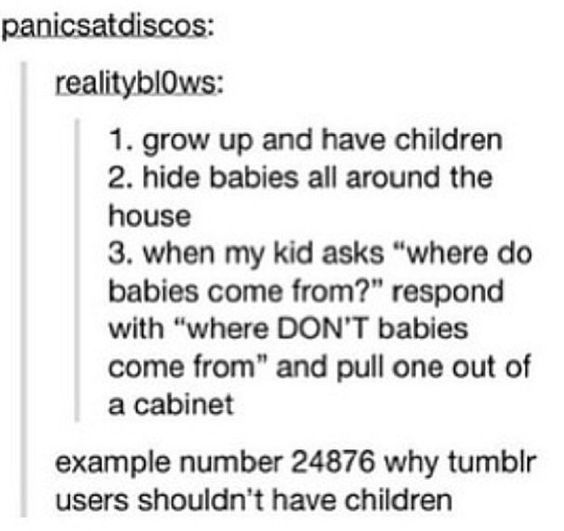 panicsatdiscos:
realitybl0ws:
1. grow up and have children
2. hide babies all around the
house
3. when my kid asks “where do
babies come from?” respond
with “where DON'T babies
come from” and pull one out of
a cabinet
example number 24876 why tumblr
users shouldn't have children